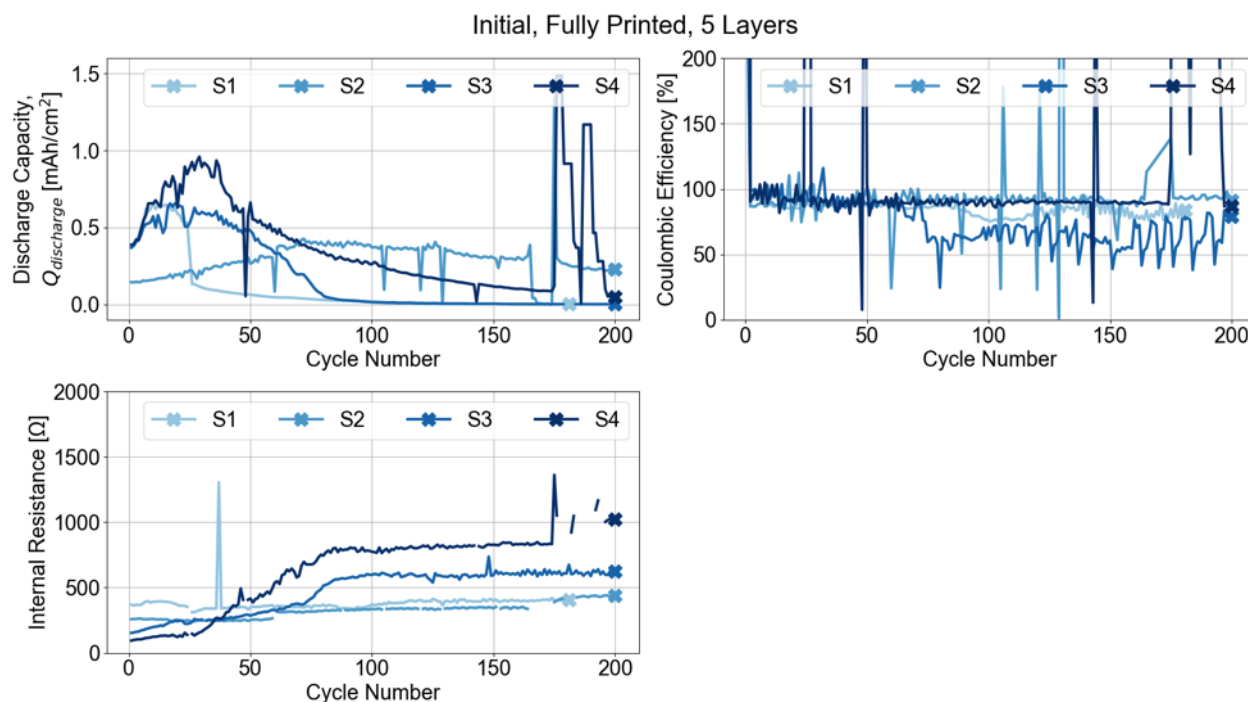 Initial, Fully Printed, 5 Layers
Discharge Capacity,
Q_discharge [mAh/cm²]
1.5
1.0
0.5
0.0
S1 S2 S3 S4
0 50 100 150 200
Cycle Number
Coulombic Efficiency [%]
200
150
100
50
0
S1 S2 S3 S4
0 50 100 150 200
Cycle Number
Internal Resistance [Ω]
2000
1500
1000
500
0
S1 S2 S3 S4
0 50 100 150 200
Cycle Number